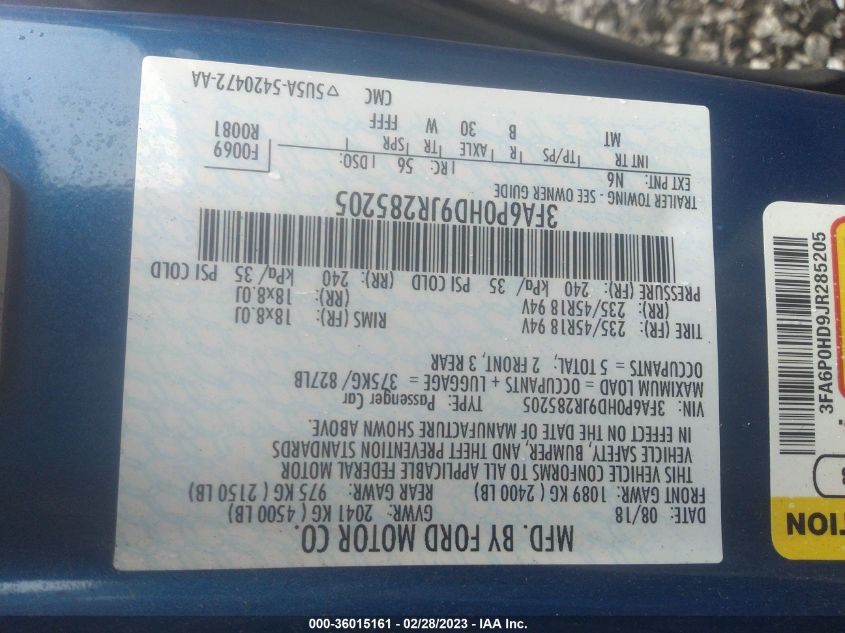 MFD. BY FORD MOTOR CO.
DATE: 08/18 GVWR: 2041 KG ( 4500 LB)
FRONT GAWR: 1089 KG ( 2400 LB) REAR GAWR: 975 KG ( 2150 LB)
THIS VEHICLE CONFORMS TO ALL APPLICABLE FEDERAL MOTOR
VEHICLE SAFETY, BUMPER, AND THEFT PREVENTION STANDARDS
IN EFFECT ON THE DATE OF MANUFACTURE SHOWN ABOVE.
VIN: 3FA6P0HD9JR285205 TYPE: Passenger Car
MAXIMUM LOAD = OCCUPANTS + LUGGAGE = 375KG/ 827LB
OCCUPANTS = 5 TOTAL, 2 FRONT, 3 REAR
TIRE (FR): 235/45R18 94V RIMS (FR): 18x8.0J
(RR): 235/45R18 94V (RR): 18x8.0J
PRESSURE (FR) 240 kPa/ 35 PSI COLD (RR): 240 kPa/ 35 PSI COLD
3FA6P0HD9JR285205
TRAILER TOWING - SEE OWNER GUIDE
EXT PNT: N6 RC: 56 DSO: F0069
INT TR TP/PS R AXLE TR SPR R0081
MT B 30 W FFFF
CMC ▽5U5A-5420472-AA
3FA6P0HD9JR285205
TION
000-36015161 - 02/28/2023 - IAA Inc.